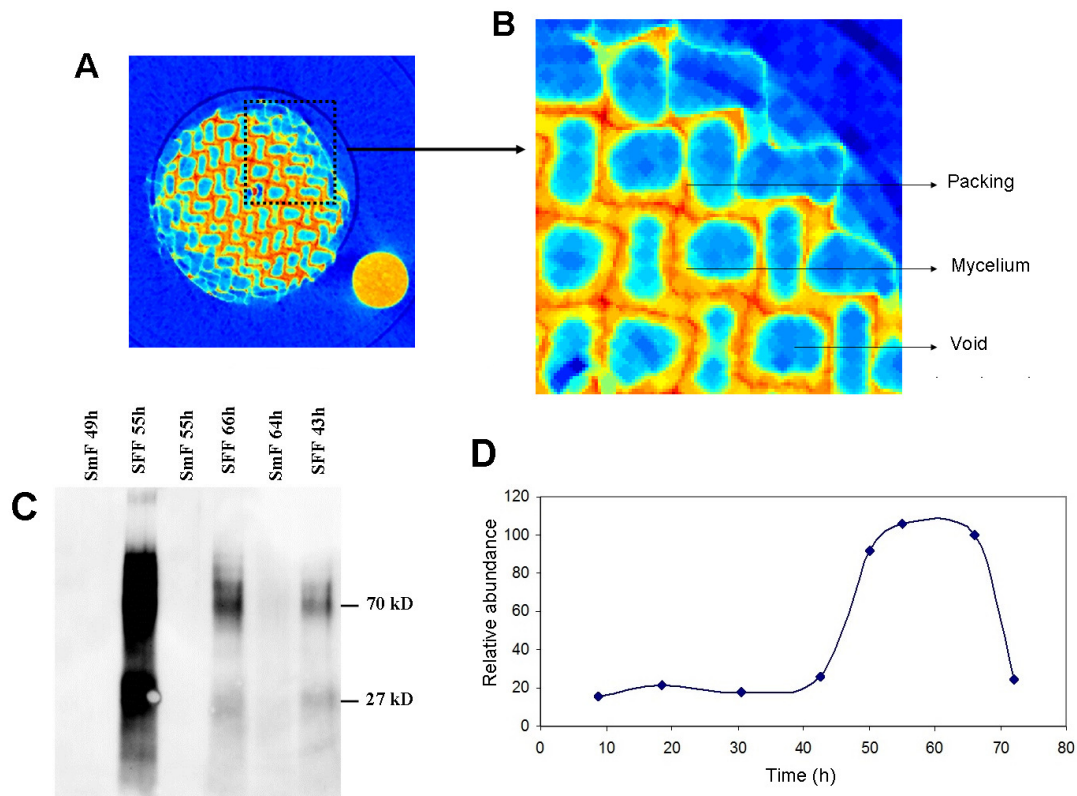 A
B
Packing
Mycelium
Void
C
SmF 49h
SFF 55h
SmF 55h
SFF 66h
SmF 64h
SFF 43h
70 kD
27 kD
D
120
100
80
60
40
20
0
Relative abundance
0 10 20 30 40 50 60 70 80
Time (h)